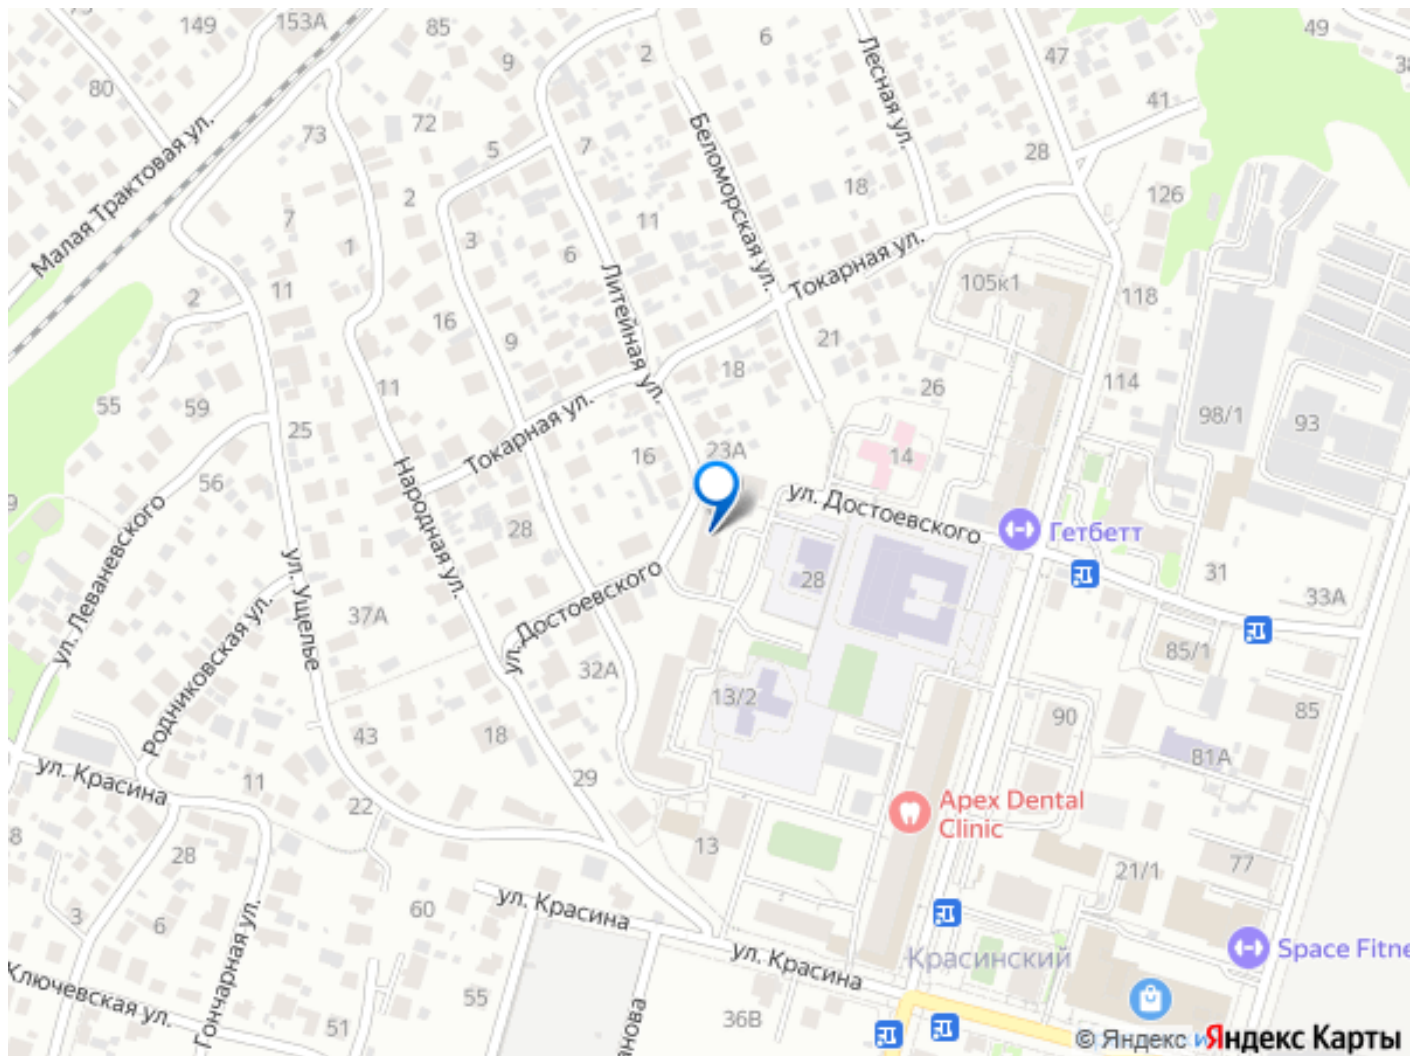 149
153А
85
9
2
6
Лесная ул.
47
49
80
73
72
5
7
Беломорская ул.
28
41
Малая Трактовая ул.
7
1
2
3
11
6
18
126
Литейная ул.
Токарная ул.
105к1
118
2
11
16
9
18
21
26
114
98/1
93
55
59
25
11
Токарная ул.
16
23А
14
56
Народная ул.
28
ул. Достоевского
Гетбетт
ул. Леваневского
ул. Ущелье
37А
ул. Достоевского
28
31
33А
Родниковская ул.
32А
13/2
85/1
90
85
81А
43
18
ул. Красина
11
22
29
Apex Dental
Clinic
13
28
21/1
77
3
6
60
ул. Красина
ул. Красина
Красинский
Space Fitne
Гончарная ул.
Ключевская ул.
51
55
36В
© Яндекс
Яндекс Карты